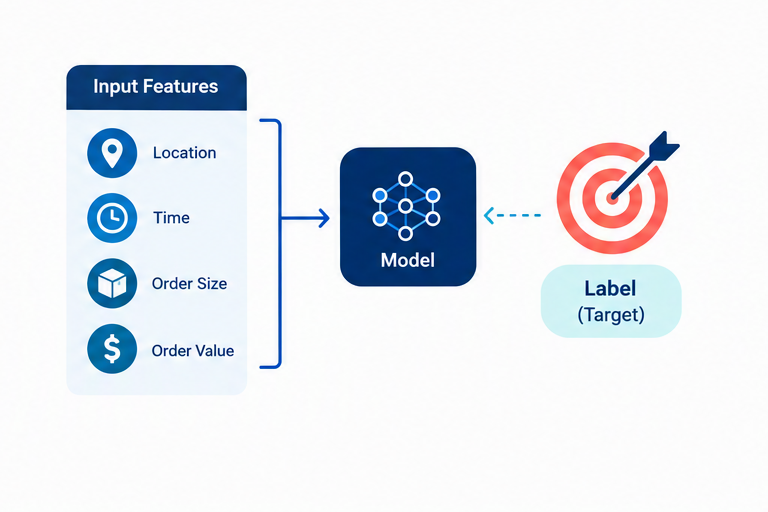 Input Features
Location
Time
Order Size
Order Value
$
Model
Label
(Target)